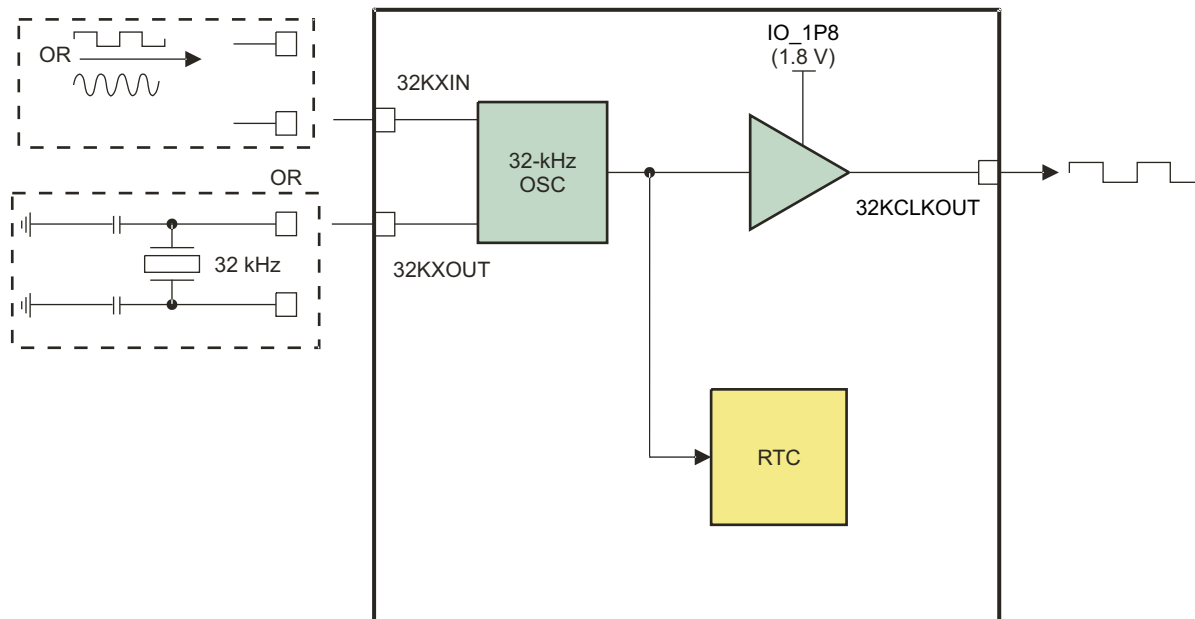 OR
OR
32 kHz
32KXIN
32KXOUT
32-kHz
OSC
IO_1P8
(1.8 V)
32KCLKOUT
RTC